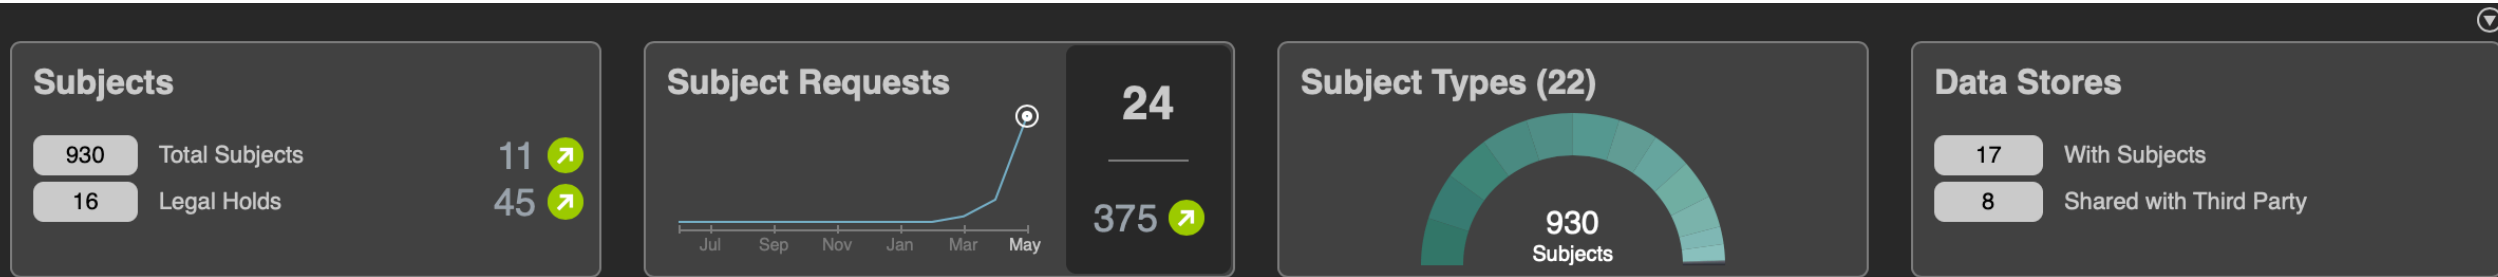 Subjects
930 Total Subjects 11
16 Legal Holds 45
Subject Requests
Jul Sep Nov Jan Mar May
24
375
Subject Types (22)
930
Subjects
Data Stores
17 With Subjects
8 Shared with Third Party